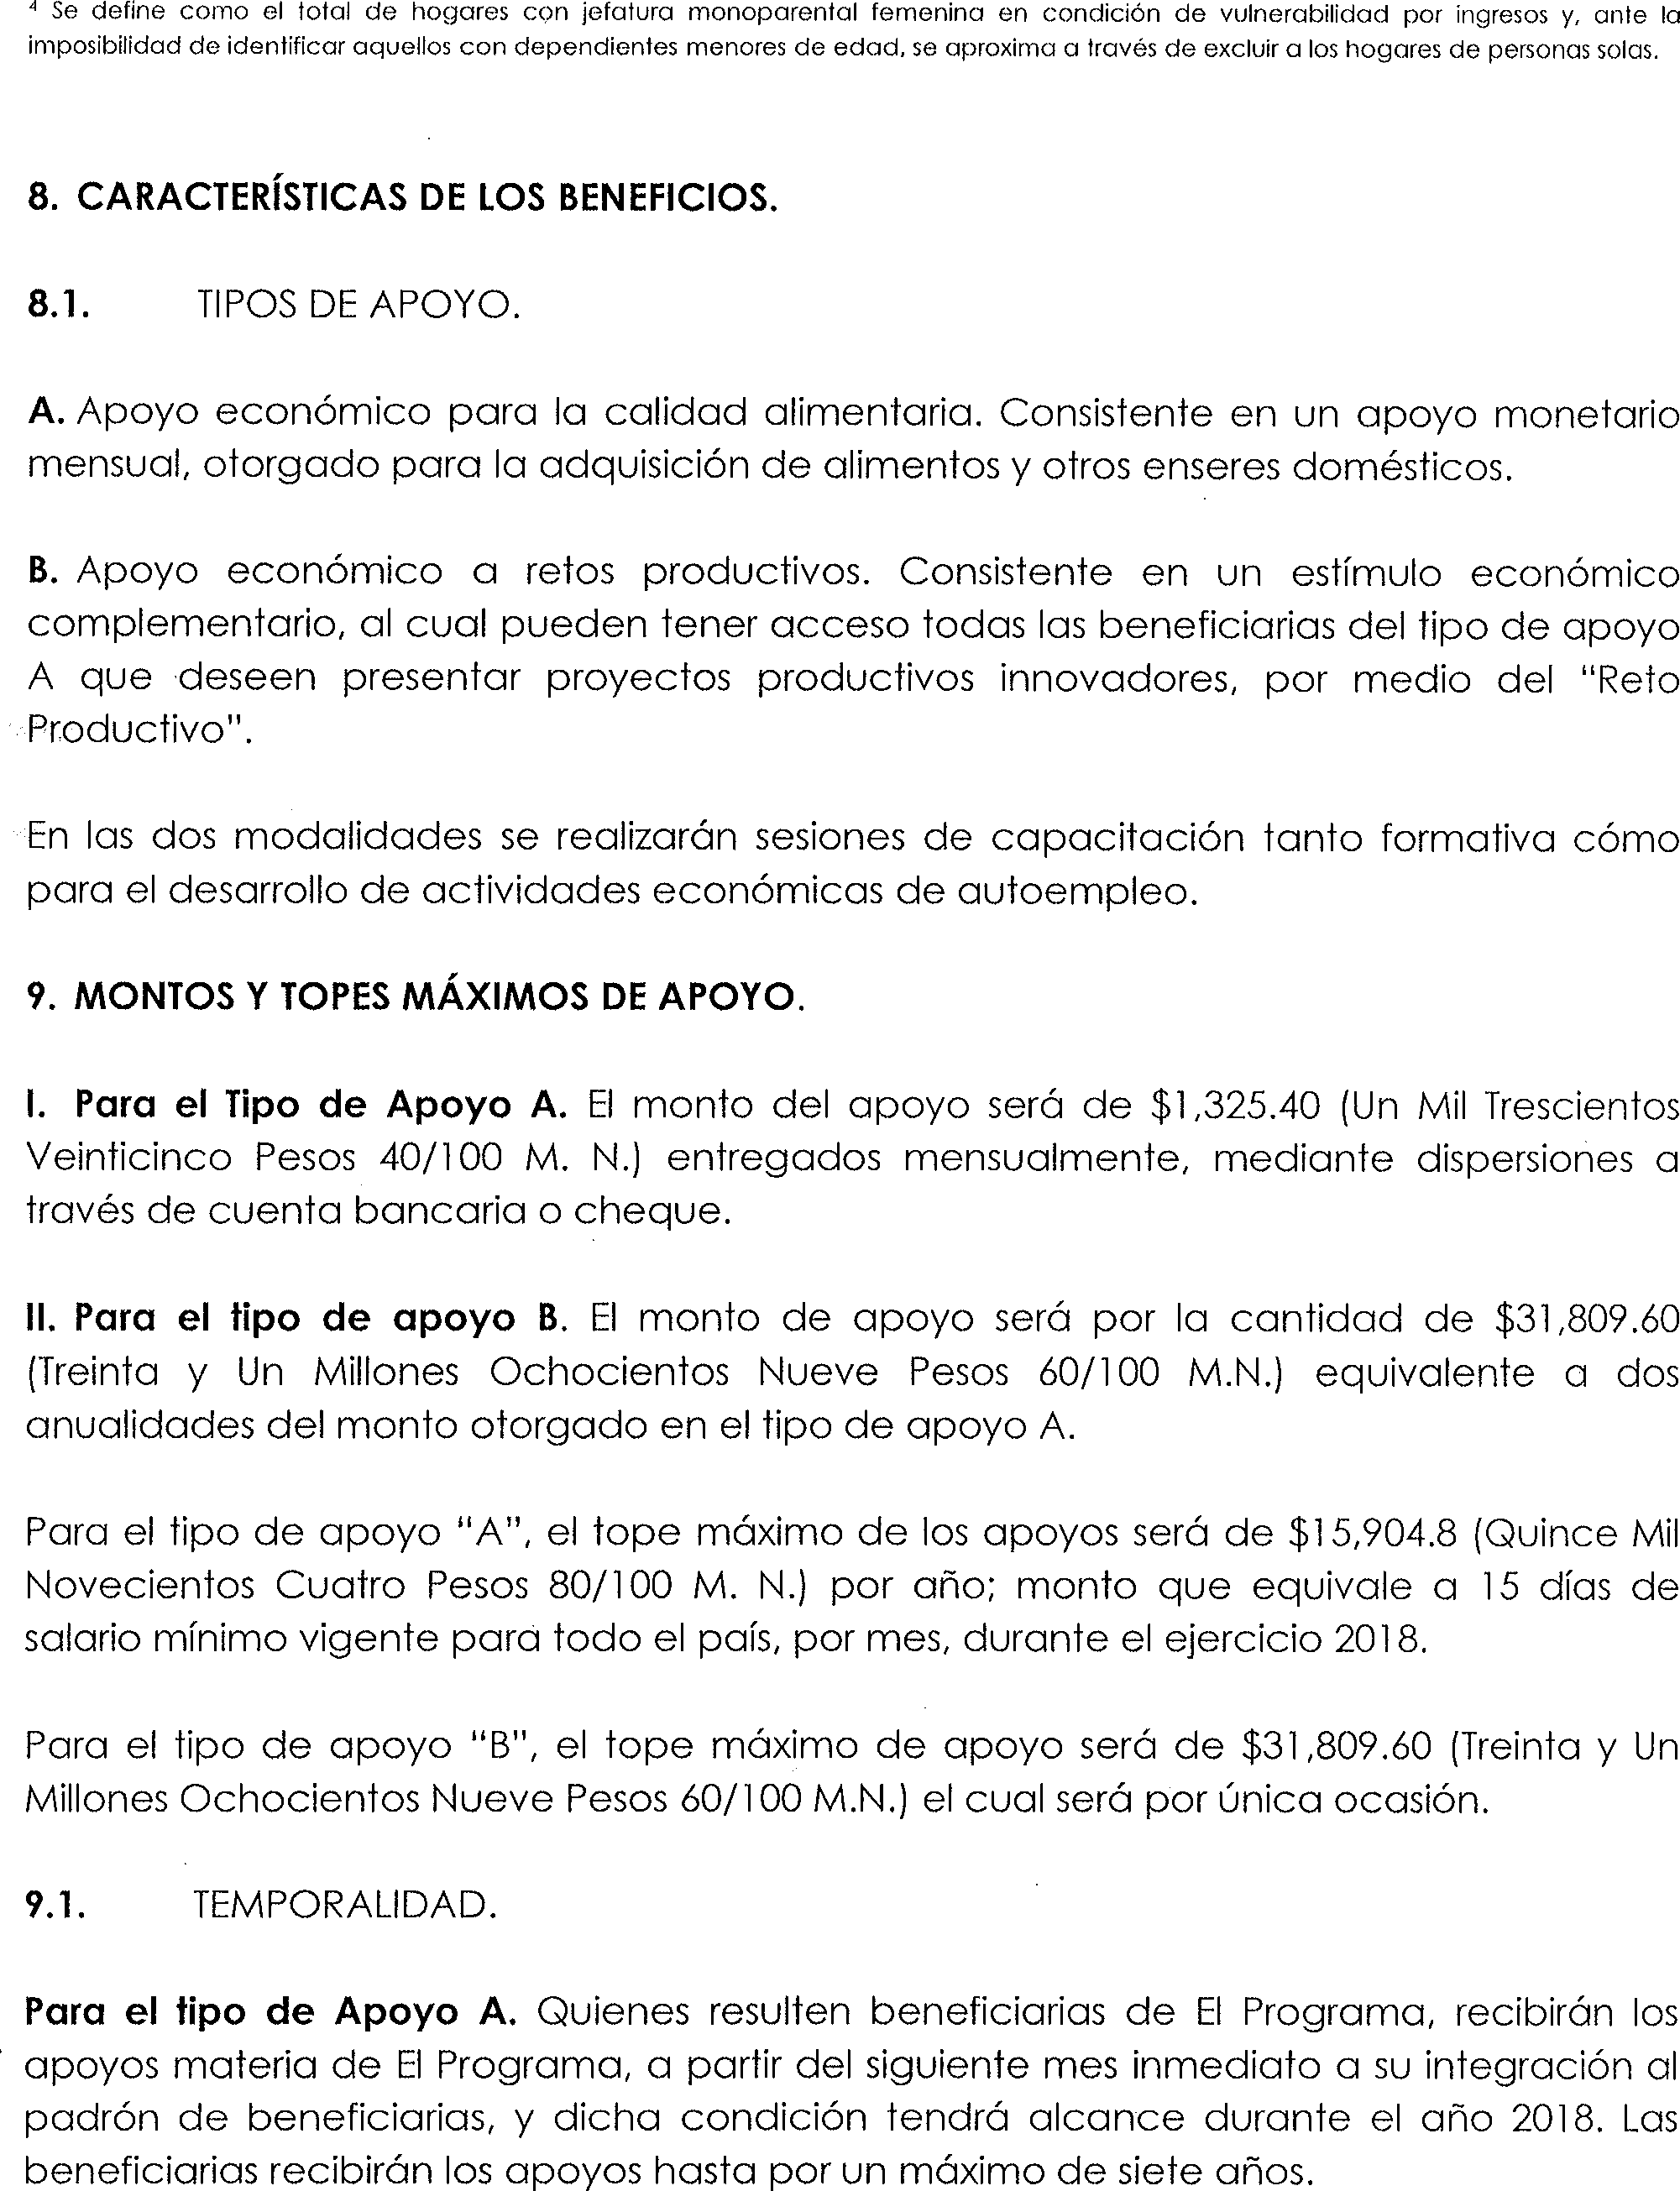 ⁴ Se define como el total de hogares con jefatura monoparental femenina en condición de vulnerabilidad por ingresos y, ante la
imposibilidad de identificar aquellos con dependientes menores de edad, se aproxima a través de excluir a los hogares de personas solas.
8. CARACTERÍSTICAS DE LOS BENEFICIOS.
8.1. TIPOS DE APOYO.
A. Apoyo económico para la calidad alimentaria. Consistente en un apoyo monetario
mensual, otorgado para la adquisición de alimentos y otros enseres domésticos.
B. Apoyo económico a retos productivos. Consistente en un estímulo económico
complementario, al cual pueden tener acceso todas las beneficiarias del tipo de apoyo
A que deseen presentar proyectos productivos innovadores, por medio del "Reto
Productivo".
En las dos modalidades se realizarán sesiones de capacitación tanto formativa cómo
para el desarrollo de actividades económicas de autoempleo.
9. MONTOS Y TOPES MÁXIMOS DE APOYO.
I. Para el Tipo de Apoyo A. El monto del apoyo será de $1,325.40 (Un Mil Trescientos
Veinticinco Pesos 40/100 M. N.) entregados mensualmente, mediante dispersiones a
través de cuenta bancaria o cheque.
II. Para el tipo de apoyo B. El monto de apoyo será por la cantidad de $31,809.60
(Treinta y Un Millones Ochocientos Nueve Pesos 60/100 M.N.) equivalente a dos
anualidades del monto otorgado en el tipo de apoyo A.
Para el tipo de apoyo "A", el tope máximo de los apoyos será de $15,904.8 (Quince Mil
Novecientos Cuatro Pesos 80/100 M. N.) por año; monto que equivale a 15 días de
salario mínimo vigente para todo el país, por mes, durante el ejercicio 2018.
Para el tipo de apoyo "B", el tope máximo de apoyo será de $31,809.60 (Treinta y Un
Millones Ochocientos Nueve Pesos 60/100 M.N.) el cual será por única ocasión.
9.1. TEMPORALIDAD.
Para el tipo de Apoyo A. Quienes resulten beneficiarias de El Programa, recibirán los
apoyos materia de El Programa, a partir del siguiente mes inmediato a su integración al
padrón de beneficiarias, y dicha condición tendrá alcance durante el año 2018. Las
beneficiarias recibirán los apoyos hasta por un máximo de siete años.